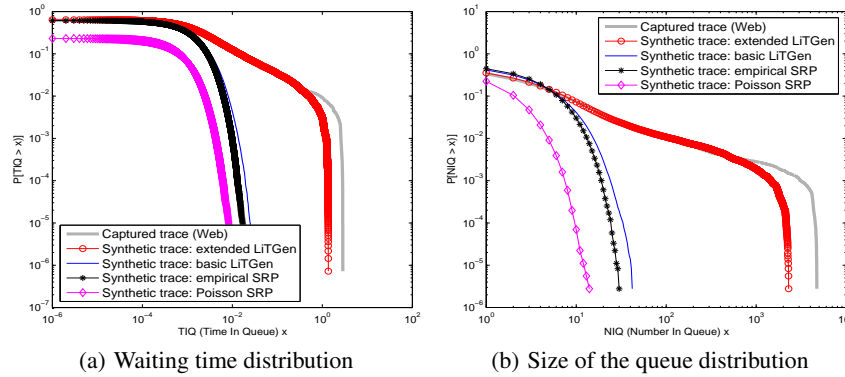 10^0
10^-1
10^-2
10^-3
10^-4
10^-5
10^-6
10^-7
P[TIQ > x)]
Captured trace (Web)
Synthetic trace: extended LiTGen
Synthetic trace: basic LiTGen
Synthetic trace: empirical SRP
Synthetic trace: Poisson SRP
10^-6 10^-4 10^-2 10^0 10^2
TIQ (Time In Queue) x
(a) Waiting time distribution
10^1
10^0
10^-1
10^-2
10^-3
10^-4
10^-5
10^-6
P[NIQ > x)]
Captured trace (Web)
Synthetic trace: extended LiTGen
Synthetic trace: basic LiTGen
Synthetic trace: empirical SRP
Synthetic trace: Poisson SRP
10^0 10^1 10^2 10^3 10
NIQ (Number In Queue) x
(b) Size of the queue distribution